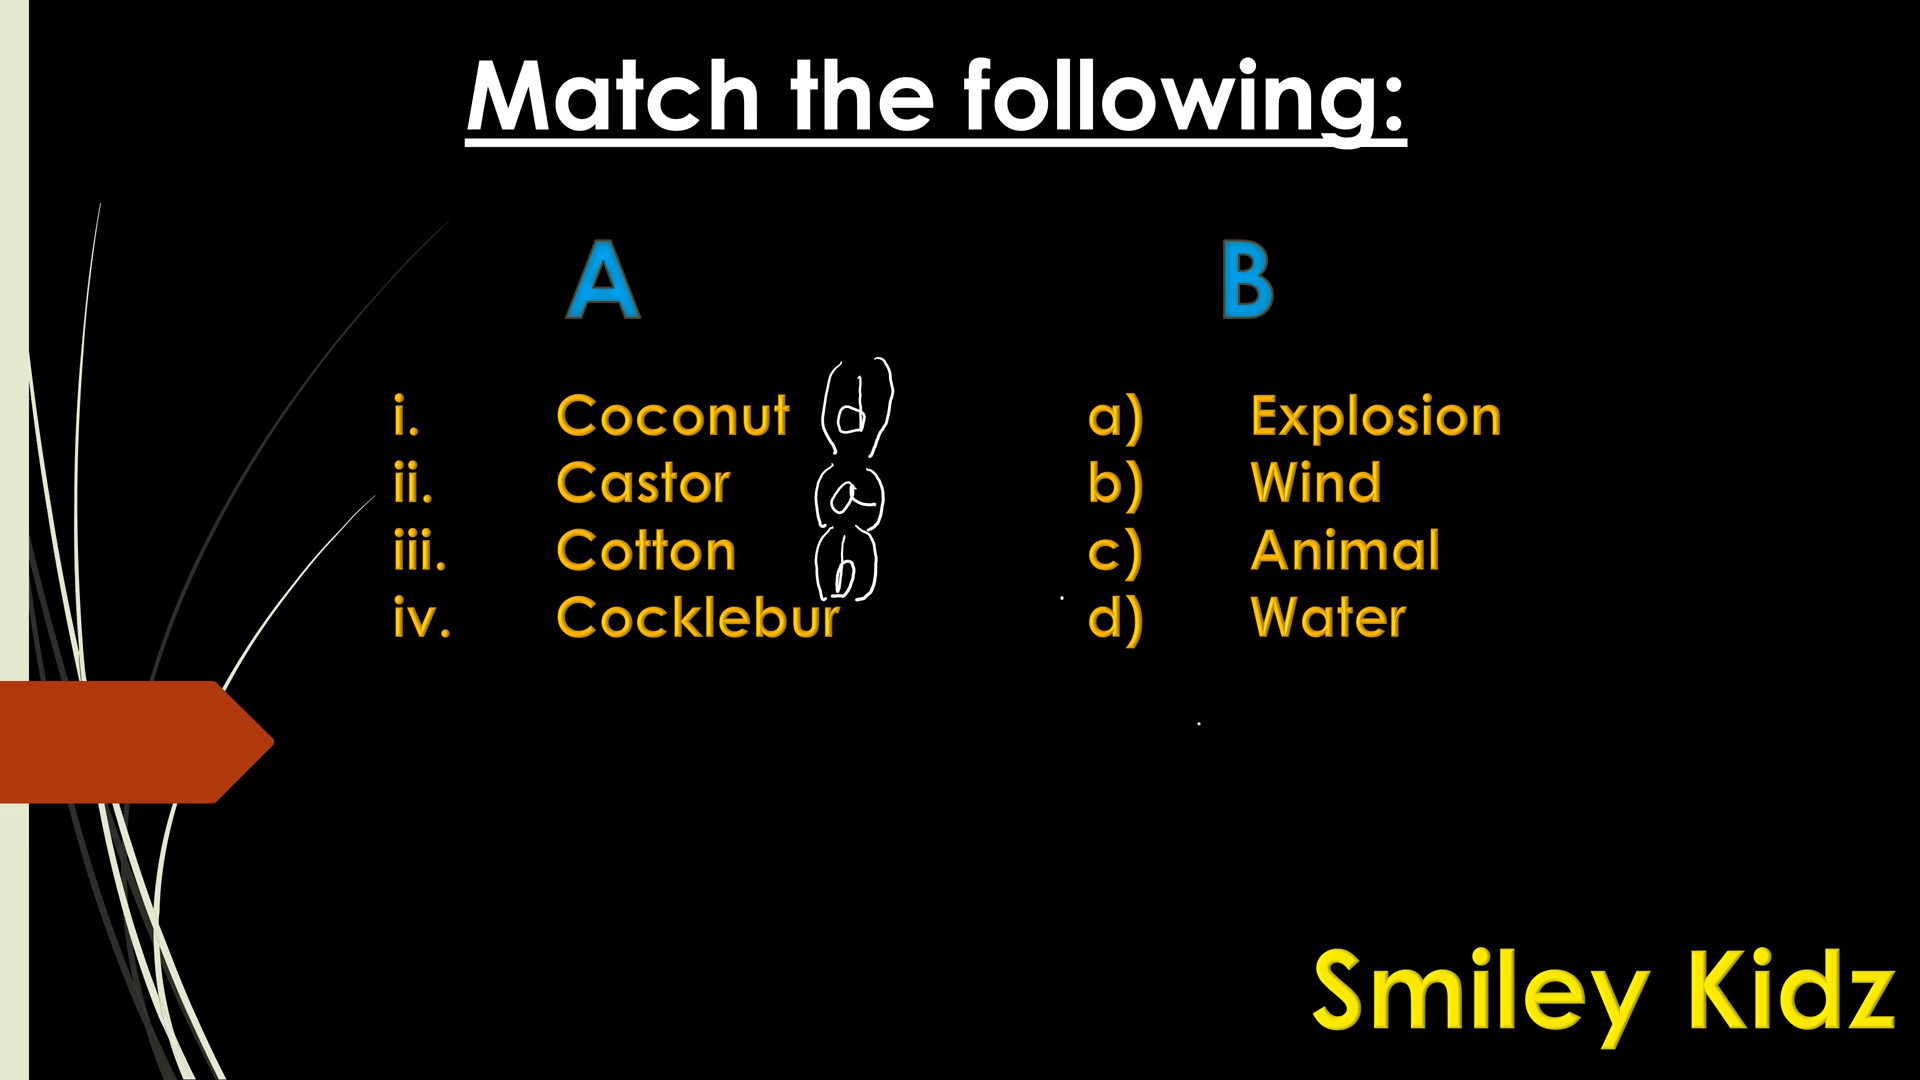 Match the following:
A B
i. Coconut (d) a) Explosion
ii. Castor (a) b) Wind
iii. Cotton (b) c) Animal
iv. Cocklebur d) Water
Smiley Kidz